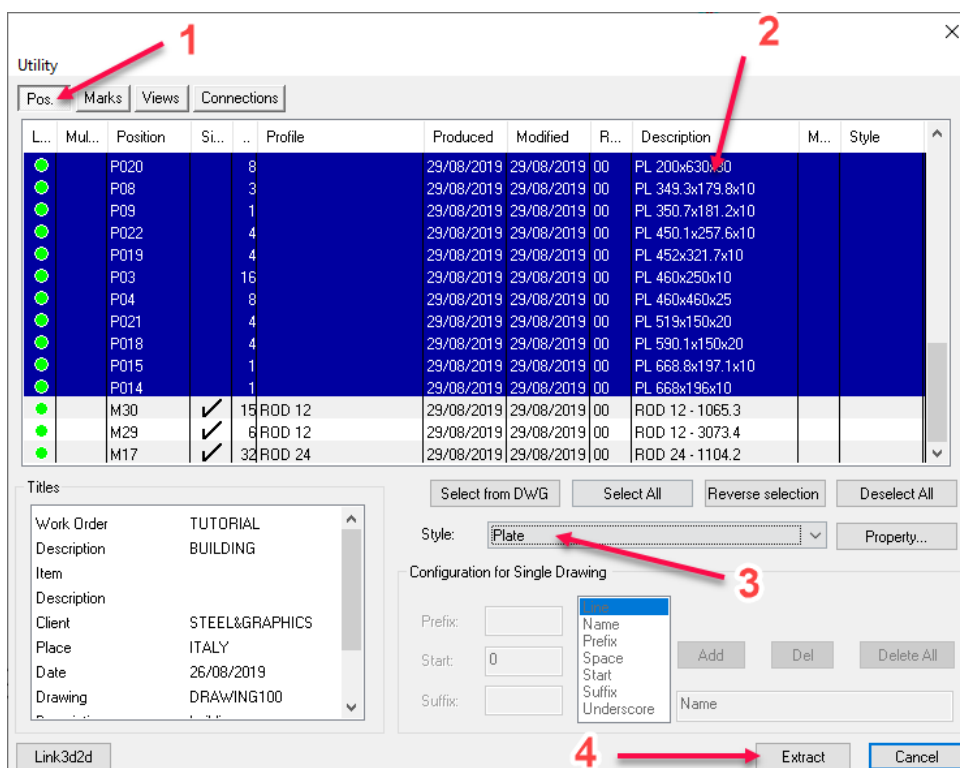 1
2
Utility
Pos. Marks Views Connections
L... Mul... Position Si... .. Profile Produced Modified R... Description M... Style
P020 8 29/08/2019 29/08/2019 00 PL 200x630x30
P08 3 29/08/2019 29/08/2019 00 PL 349.3x179.8x10
P09 1 29/08/2019 29/08/2019 00 PL 350.7x181.2x10
P022 4 29/08/2019 29/08/2019 00 PL 450.1x257.6x10
P019 4 29/08/2019 29/08/2019 00 PL 452x321.7x10
P03 16 29/08/2019 29/08/2019 00 PL 460x250x10
P04 8 29/08/2019 29/08/2019 00 PL 460x460x25
P021 4 29/08/2019 29/08/2019 00 PL 519x150x20
P018 4 29/08/2019 29/08/2019 00 PL 590.1x150x20
P015 1 29/08/2019 29/08/2019 00 PL 668.8x197.1x10
P014 1 29/08/2019 29/08/2019 00 PL 668x196x10
M30 15 ROD 12 29/08/2019 29/08/2019 00 ROD 12 - 1065.3
M29 6 ROD 12 29/08/2019 29/08/2019 00 ROD 12 - 3073.4
M17 32 ROD 24 29/08/2019 29/08/2019 00 ROD 24 - 1104.2
Titles
Work Order TUTORIAL
Description BUILDING
Item
Description
Client STEEL&GRAPHICS
Place ITALY
Date 26/08/2019
Drawing DRAWING100
Select from DWG Select All Reverse selection Deselect All
Style: Plate Property...
3
Configuration for Single Drawing
Prefix:
Start: 0
Suffix:
Line
Name
Prefix
Space
Start
Suffix
Underscore
Add Del Delete All
Name
4
Link3d2d Extract Cancel